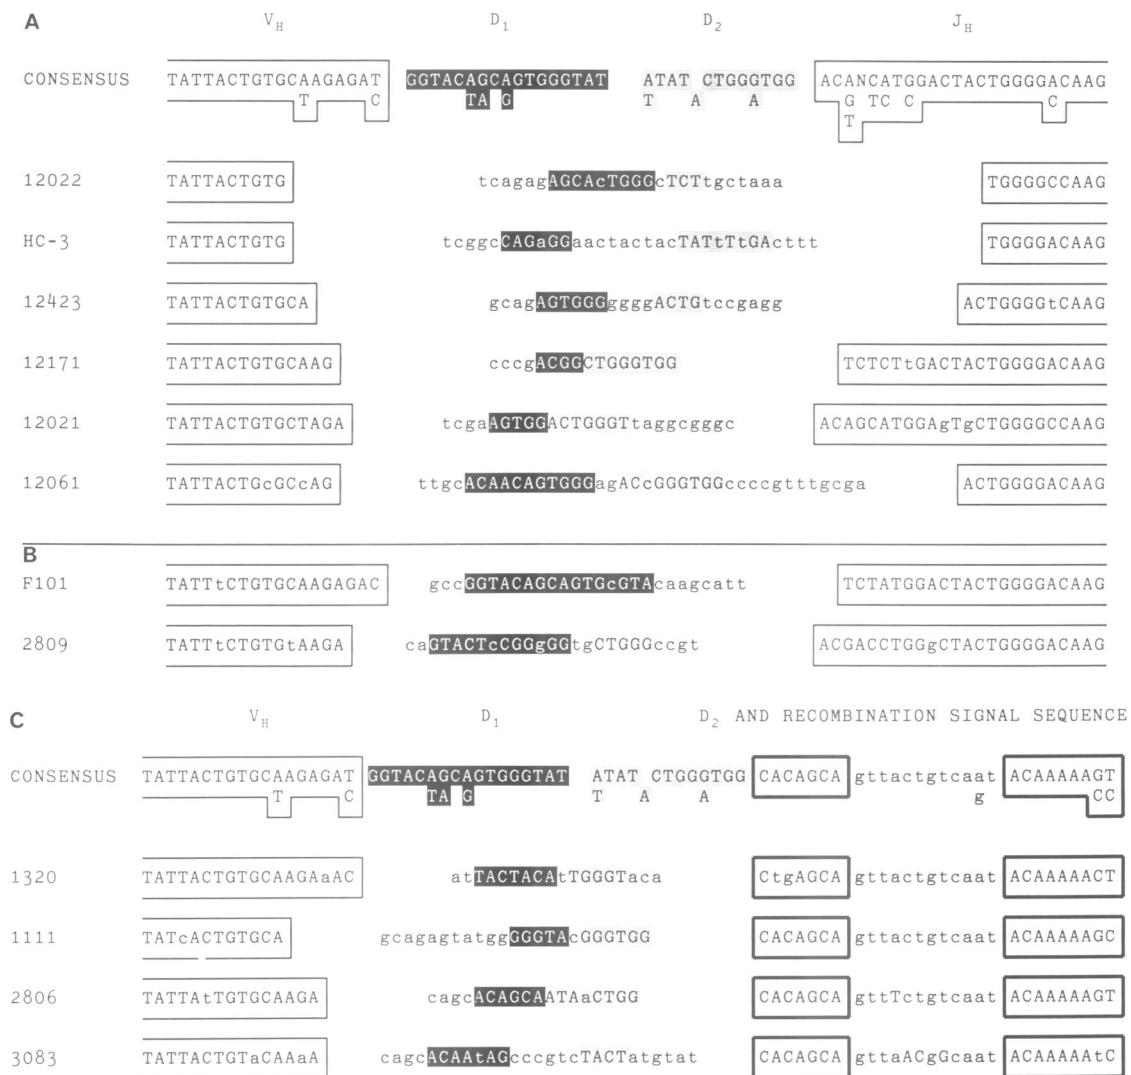 A V_H D_1 D_2 J_H
CONSENSUS TATTACTGTGCAAGAGAT GGTACAGCAGTGGGTAT ATAT CTGGGTGG ACANCATGGACTACTGGGGACAAG
T C TA G T A A G TC C C
T
12022 TATTACTGTG tcagagAGCAcTGGGcTCTtgctaaa TGGGGCCAAG
HC-3 TATTACTGTG tcggcCAGaGGaactactacTATtTtGActtt TGGGGACAAG
12423 TATTACTGTGCA gcagAGTGGGggggACTGtccgagg ACTGGGGtCAAG
12171 TATTACTGTGCAAG cccgACGGCTGGGTGG TCTCTtGACTACTGGGGACAAG
12021 TATTACTGTGCTAGA tcgaAGTGGACTGGGTtaggcgggc ACAGCATGGAgTgCTGGGGCCAAG
12061 TATTACTGcGCcAG ttgcACAACAGTGGGagACcGGGTGGccccgtttgcga ACTGGGGACAAG
B
F101 TATTtCTGTGCAAGAGAC gccGGTACAGCAGTGcGTAcaagcatt TCTATGGACTACTGGGGACAAG
2809 TATTtCTGTGtAAGA caGTACTcCGGgGGtgCTGGGccgt ACGACCTGGgCTACTGGGGACAAG
C V_H D_1 D_2 AND RECOMBINATION SIGNAL SEQUENCE
CONSENSUS TATTACTGTGCAAGAGAT GGTACAGCAGTGGGTAT ATAT CTGGGTGG CACAGCA gttactgtcaat ACAAAAAGT
T C TA G T A A g CC
1320 TATTACTGTGCAAGAaAC atTACTACAtTGGGTaca CtgAGCA gttactgtcaat ACAAAAACT
1111 TATcACTGTGCA gcagagtatggGGGTAcGGGTGG CACAGCA gttactgtcaat ACAAAAAGC
2806 TATTAtTGTGCAAGA cagcACAGCAATAaCTGG CACAGCA gttTctgtcaat ACAAAAAGT
3083 TATTACTGTaCAAaA cagcACAAtAGcccgtcTACTatgtat CACAGCA gttaACgGcaat ACAAAAAtC